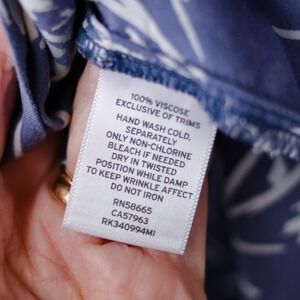 100% VISCOSE
EXCLUSIVE OF TRIMS
HAND WASH COLD,
SEPARATELY
ONLY NON-CHLORINE
BLEACH IF NEEDED
DRY IN TWISTED
POSITION WHILE DAMP
TO KEEP WRINKLE AFFECT
DO NOT IRON
RN58665
CA57963
RK340994MI